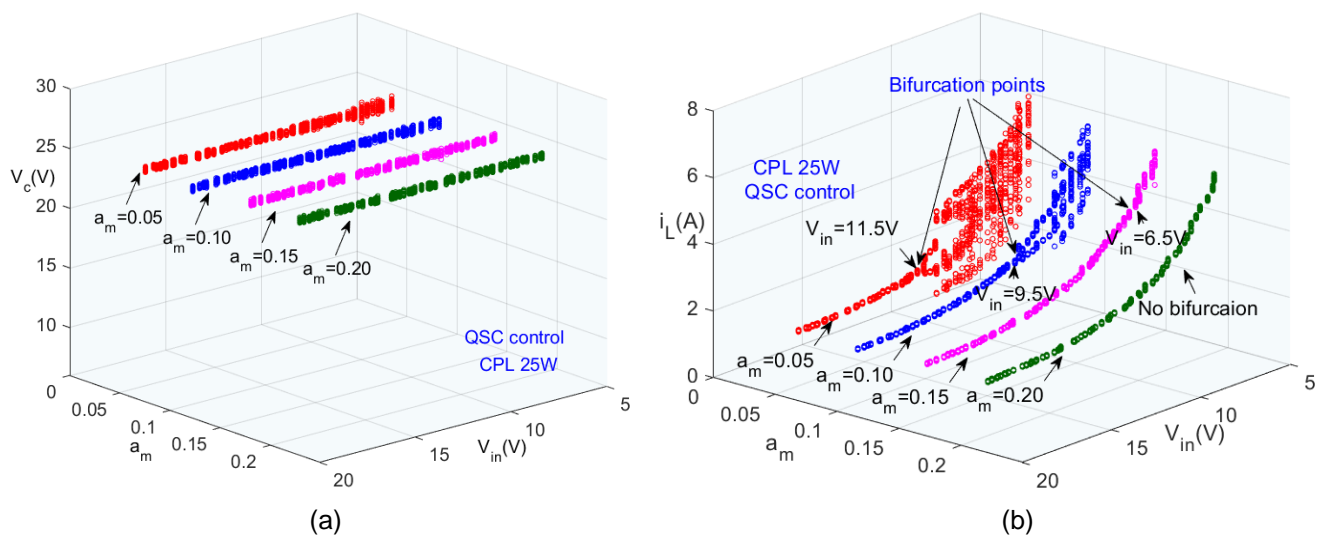 30
25
V_c(V)
20
15
10
0
a_m=0.05
a_m=0.10
a_m=0.15
a_m=0.20
QSC control
CPL 25W
0.05
0.1
0.15
0.2
a_m
20
15
10
5
V_in(V)
(a)
8
6
i_L(A)
4
2
0
Bifurcation points
CPL 25W
QSC control
V_in=11.5V
V_in=9.5V
V_in=6.5V
No bifurcaion
a_m=0.05
a_m=0.10
a_m=0.15
a_m=0.20
0
0.05
0.1
0.15
0.2
a_m
20
15
10
5
V_in(V)
(b)